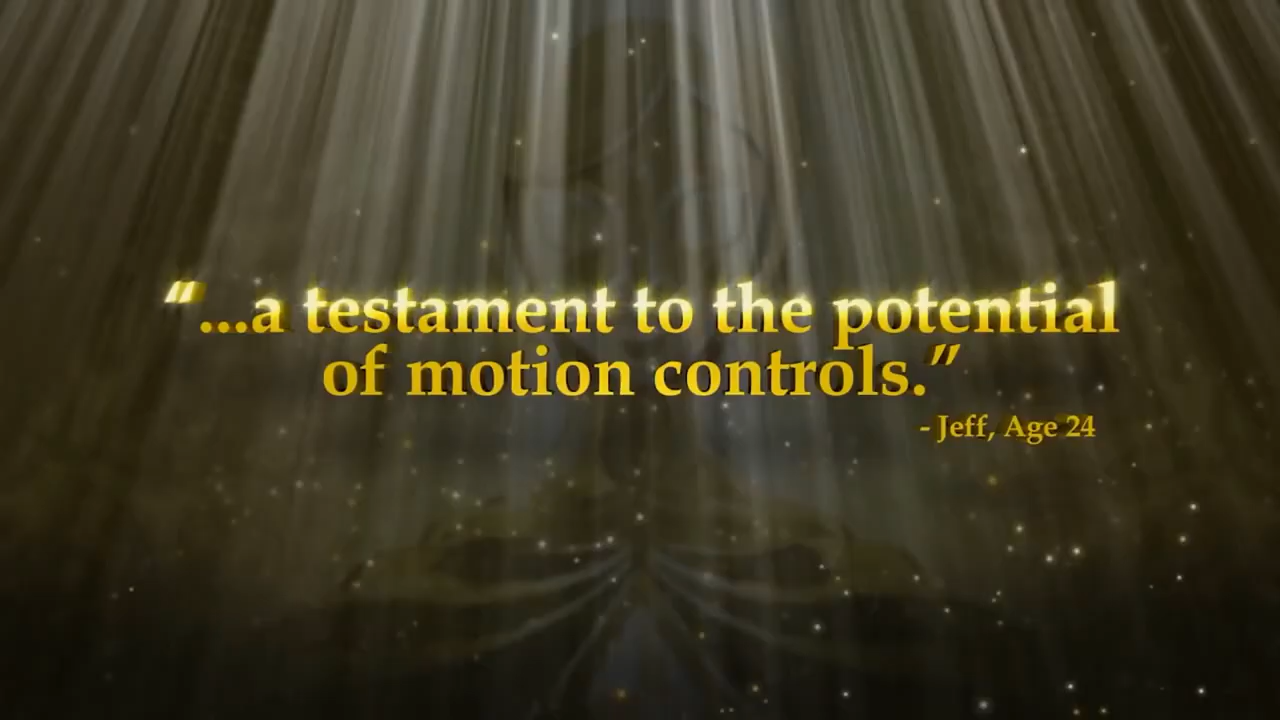 “...a testament to the potential
of motion controls.”
- Jeff, Age 24